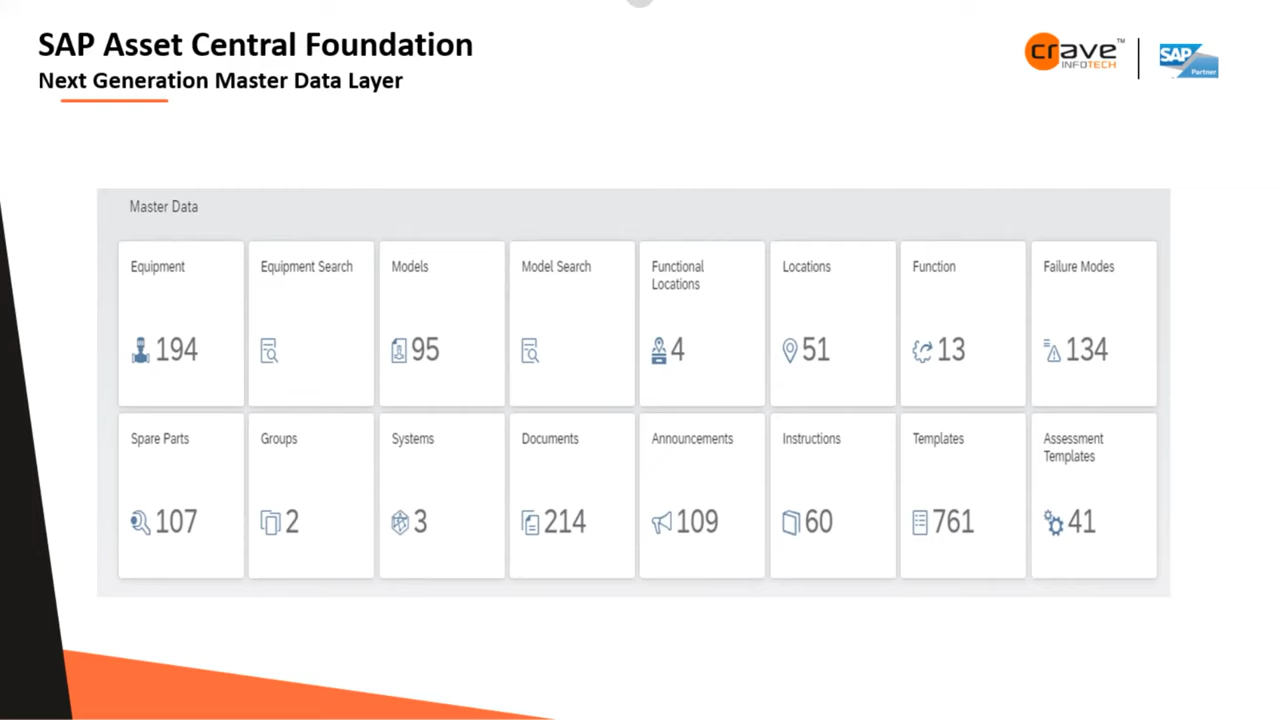 SAP Asset Central Foundation
Next Generation Master Data Layer
crave™
INFOTECH
SAP
Partner
Master Data
Equipment
194
Equipment Search
Models
95
Model Search
Functional
Locations
4
Locations
51
Function
13
Failure Modes
134
Spare Parts
107
Groups
2
Systems
3
Documents
214
Announcements
109
Instructions
60
Templates
761
Assessment
Templates
41